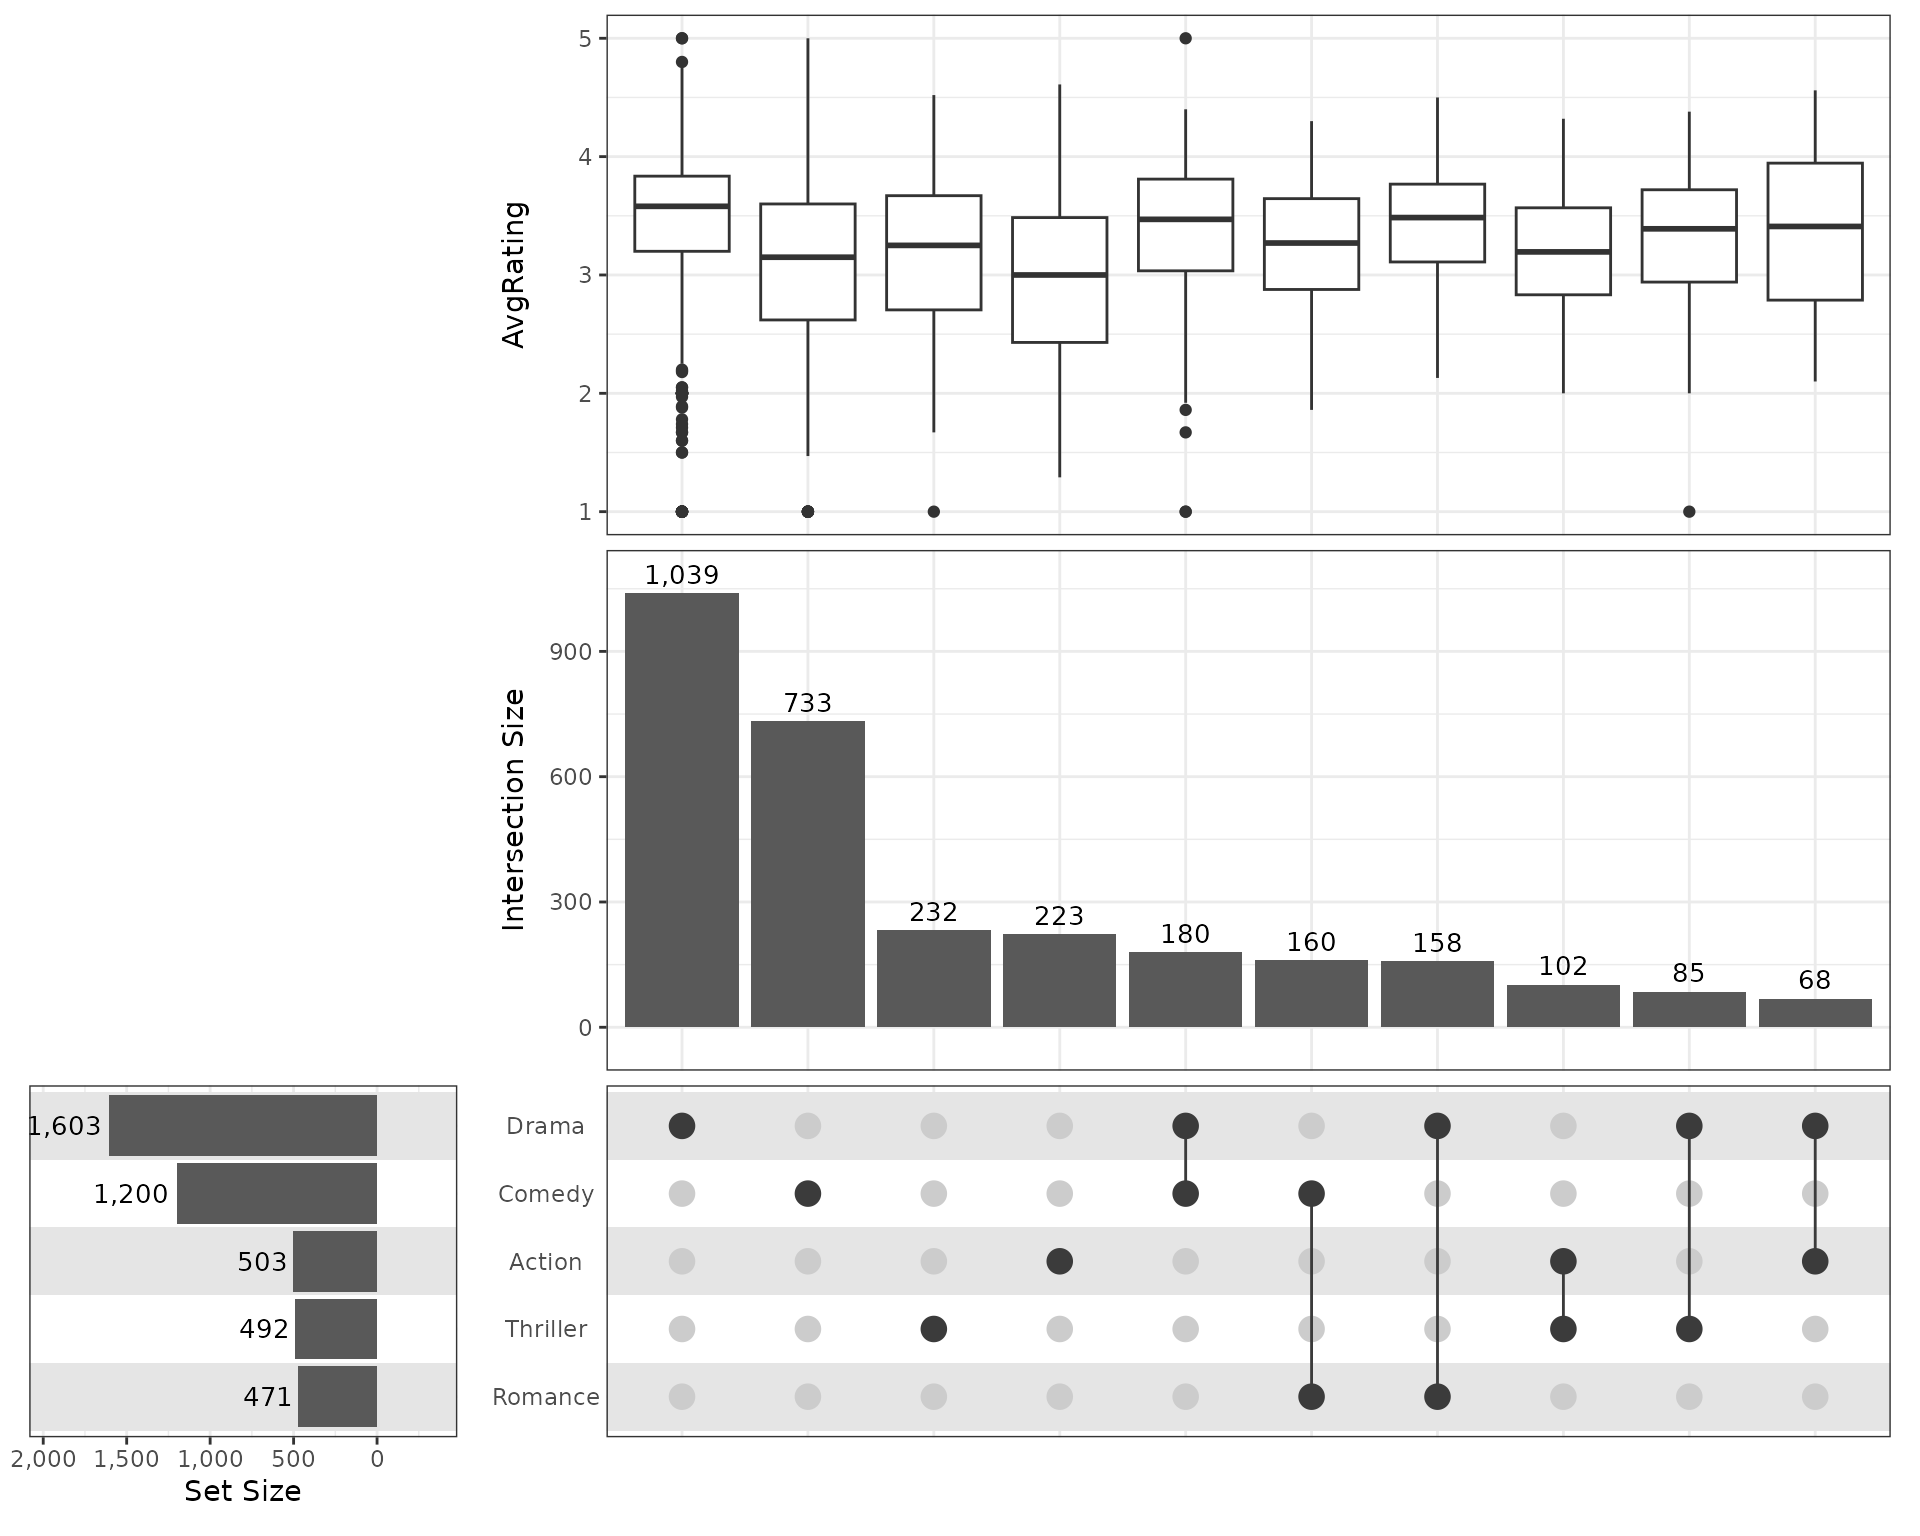 5
4
3
2
1
AvgRating
1,039
733
232
223
180
160
158
102
85
68
900
600
300
0
Intersection Size
1,603
1,200
503
492
471
2,000 1,500 1,000 500 0
Set Size
Drama
Comedy
Action
Thriller
Romance